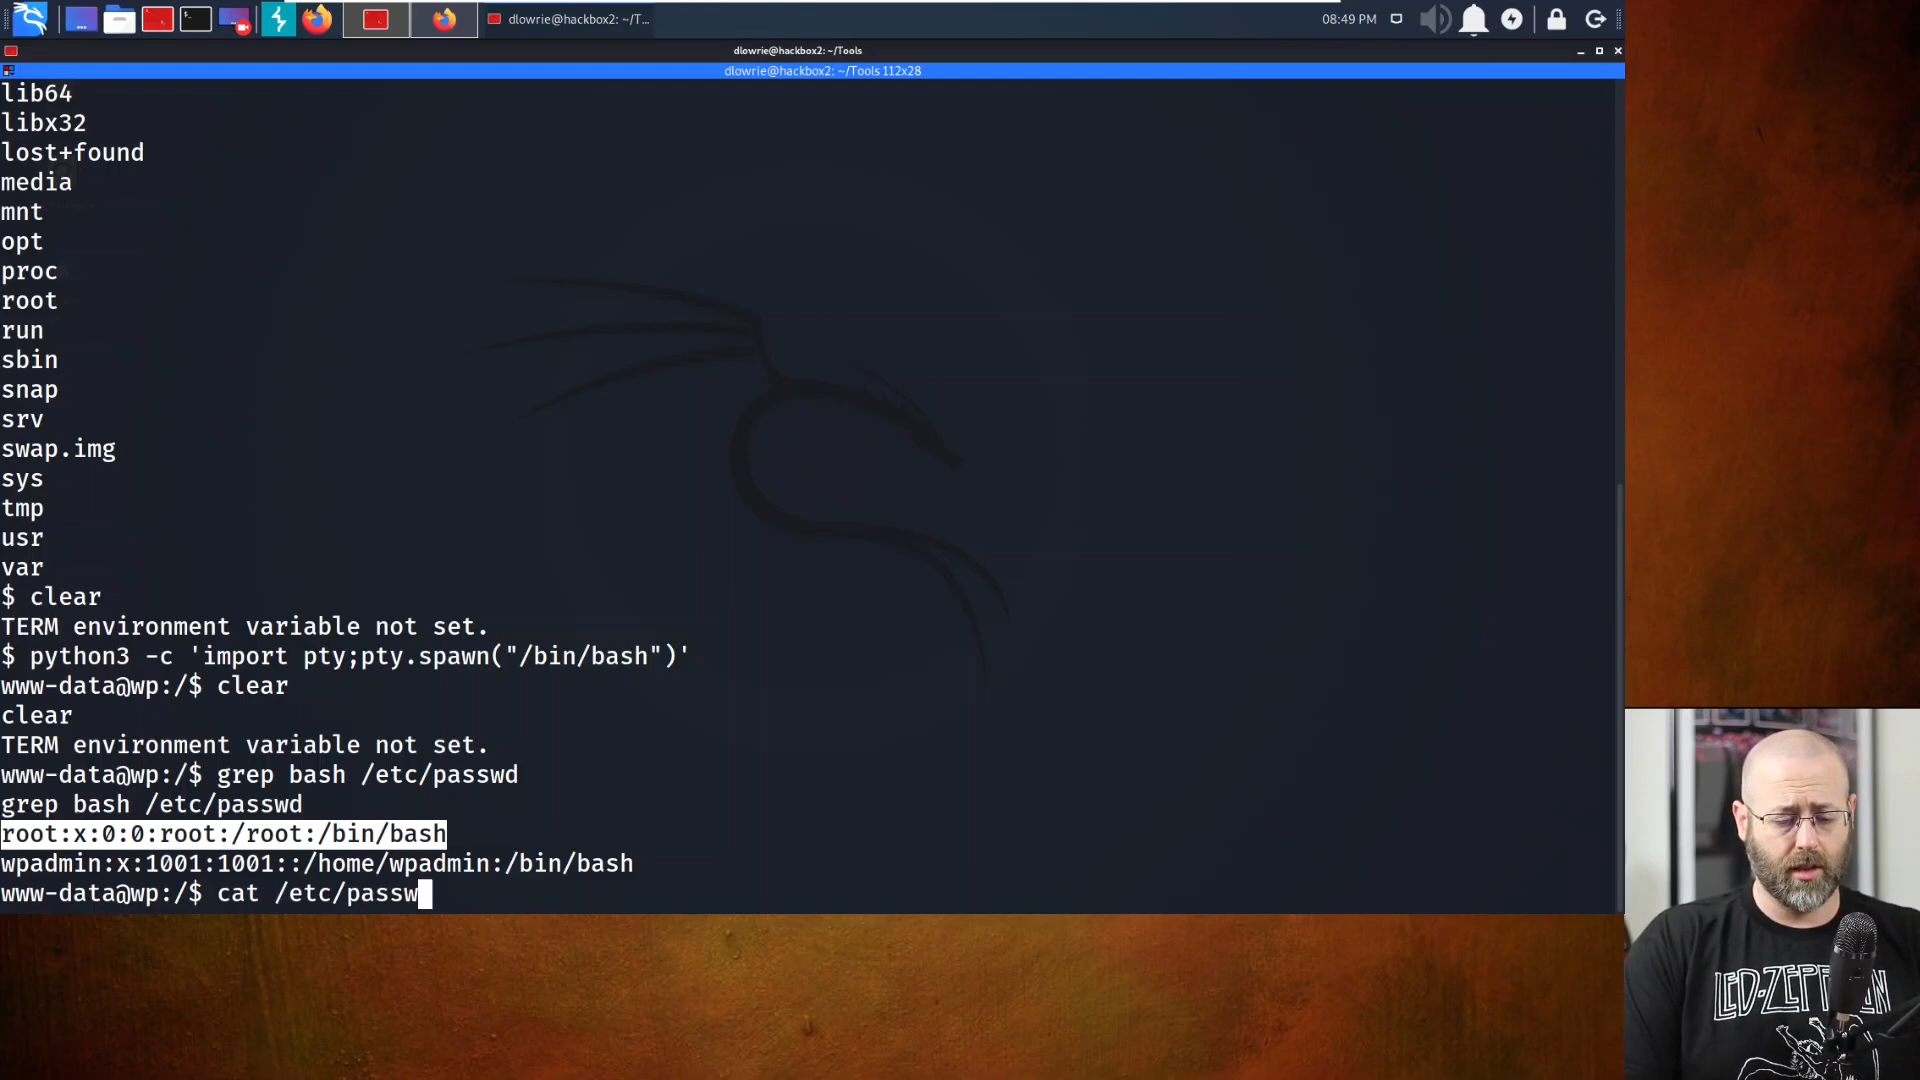 dlowrie@hackbox2: ~/T...
08:49 PM
dlowrie@hackbox2: ~/Tools
dlowrie@hackbox2: ~/Tools 112x28
lib64
libx32
lost+found
media
mnt
opt
proc
root
run
sbin
snap
srv
swap.img
sys
tmp
usr
var
$ clear
TERM environment variable not set.
$ python3 -c 'import pty;pty.spawn("/bin/bash")'
www-data@wp:/$ clear
clear
TERM environment variable not set.
www-data@wp:/$ grep bash /etc/passwd
grep bash /etc/passwd
root:x:0:0:root:/root:/bin/bash
wpadmin:x:1001:1001::/home/wpadmin:/bin/bash
www-data@wp:/$ cat /etc/passw
LED-ZEPPELIN